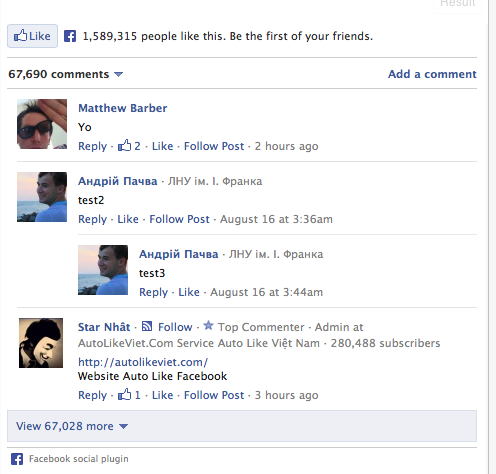 Result
Like
1,589,315 people like this. Be the first of your friends.
67,690 comments
Add a comment
Matthew Barber
Yo
Reply · 2 · Like · Follow Post · 2 hours ago
Андрій Пачва · ЛНУ ім. І. Франка
test2
Reply · Like · Follow Post · August 16 at 3:36am
Андрій Пачва · ЛНУ ім. І. Франка
test3
Reply · Like · August 16 at 3:44am
Star Nhât · Follow · Top Commenter · Admin at
AutoLikeViet.Com Service Auto Like Việt Nam · 280,488 subscribers
http://autolikeviet.com/
Website Auto Like Facebook
Reply · 1 · Like · Follow Post · 3 hours ago
View 67,028 more
Facebook social plugin